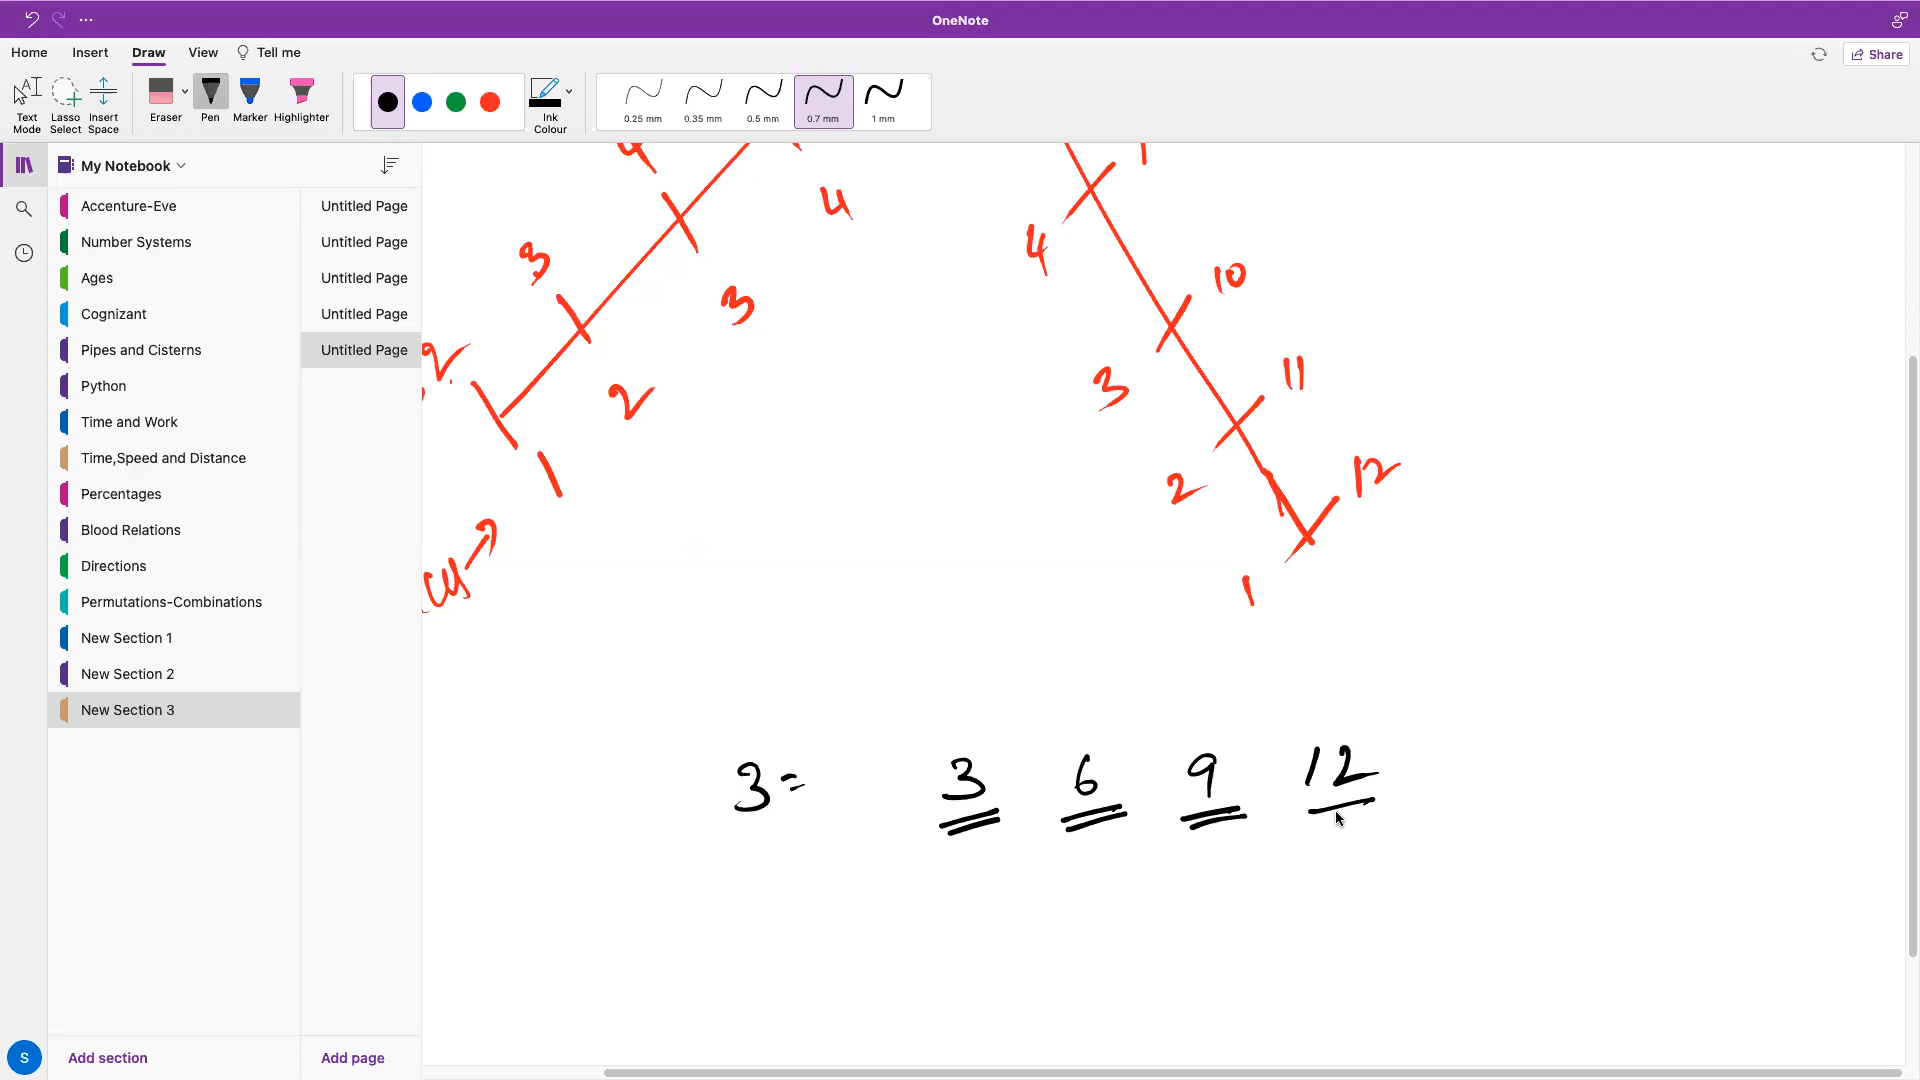 OneNote
Home Insert Draw View Tell me
Share
Text Mode
Lasso Select
Insert Space
Eraser
Pen
Marker
Highlighter
Ink Colour
0.25 mm
0.35 mm
0.5 mm
0.7 mm
1 mm
My Notebook
Accenture-Eve
Number Systems
Ages
Cognizant
Pipes and Cisterns
Python
Time and Work
Time,Speed and Distance
Percentages
Blood Relations
Directions
Permutations-Combinations
New Section 1
New Section 2
New Section 3
Untitled Page
Untitled Page
Untitled Page
Untitled Page
Untitled Page
4
4
3
10
3
11
2
3
2
12
2
1
1
3= 3 6 9 12
S
Add section
Add page